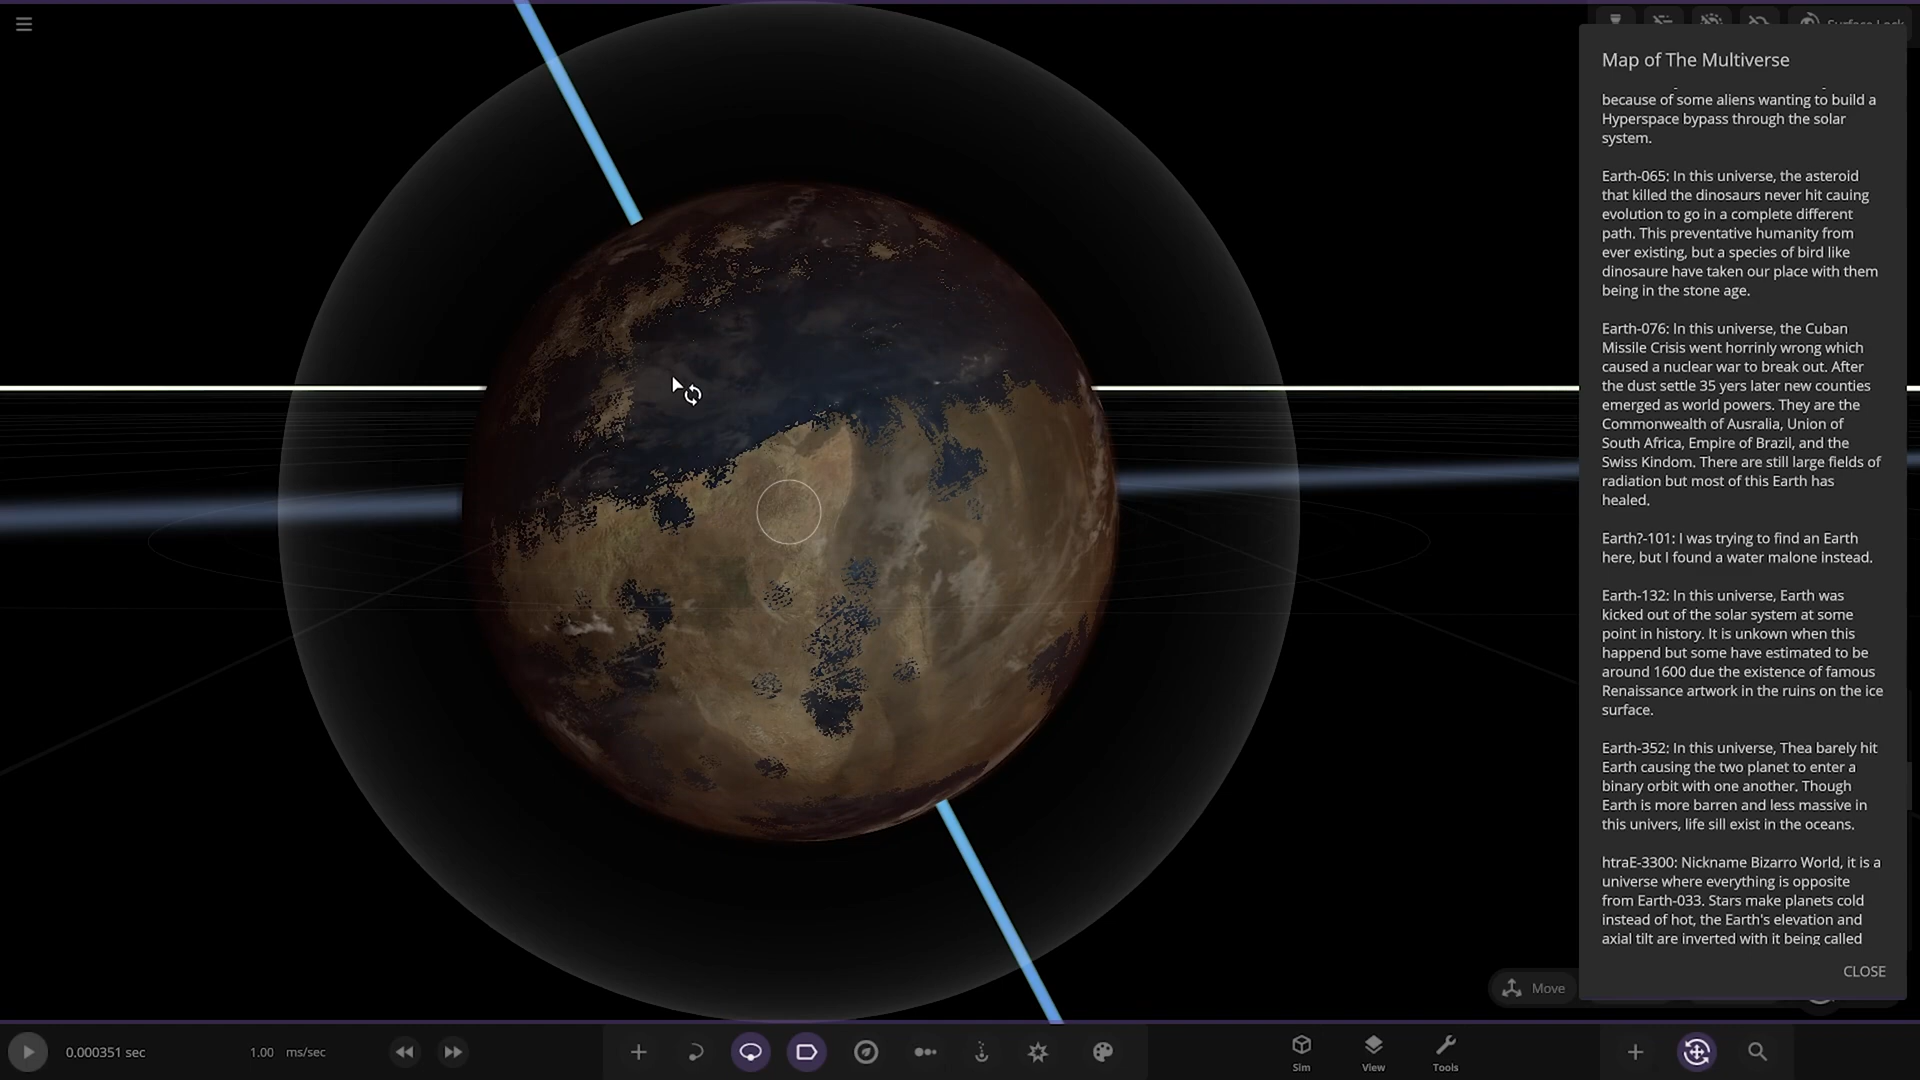 Surface Lock
Map of The Multiverse
because of some aliens wanting to build a
Hyperspace bypass through the solar
system.
Earth-065: In this universe, the asteroid
that killed the dinosaurs never hit cauing
evolution to go in a complete different
path. This preventative humanity from
ever existing, but a species of bird like
dinosaure have taken our place with them
being in the stone age.
Earth-076: In this universe, the Cuban
Missile Crisis went horrinly wrong which
caused a nuclear war to break out. After
the dust settle 35 yers later new counties
emerged as world powers. They are the
Commonwealth of Ausralia, Union of
South Africa, Empire of Brazil, and the
Swiss Kindom. There are still large fields of
radiation but most of this Earth has
healed.
Earth?-101: I was trying to find an Earth
here, but I found a water malone instead.
Earth-132: In this universe, Earth was
kicked out of the solar system at some
point in history. It is unkown when this
happend but some have estimated to be
around 1600 due the existence of famous
Renaissance artwork in the ruins on the ice
surface.
Earth-352: In this universe, Thea barely hit
Earth causing the two planet to enter a
binary orbit with one another. Though
Earth is more barren and less massive in
this univers, life sill exist in the oceans.
htraE-3300: Nickname Bizarro World, it is a
universe where everything is opposite
from Earth-033. Stars make planets cold
instead of hot, the Earth's elevation and
axial tilt are inverted with it being called
CLOSE
Move
0.000351 sec
1.00 ms/sec
Sim
View
Tools